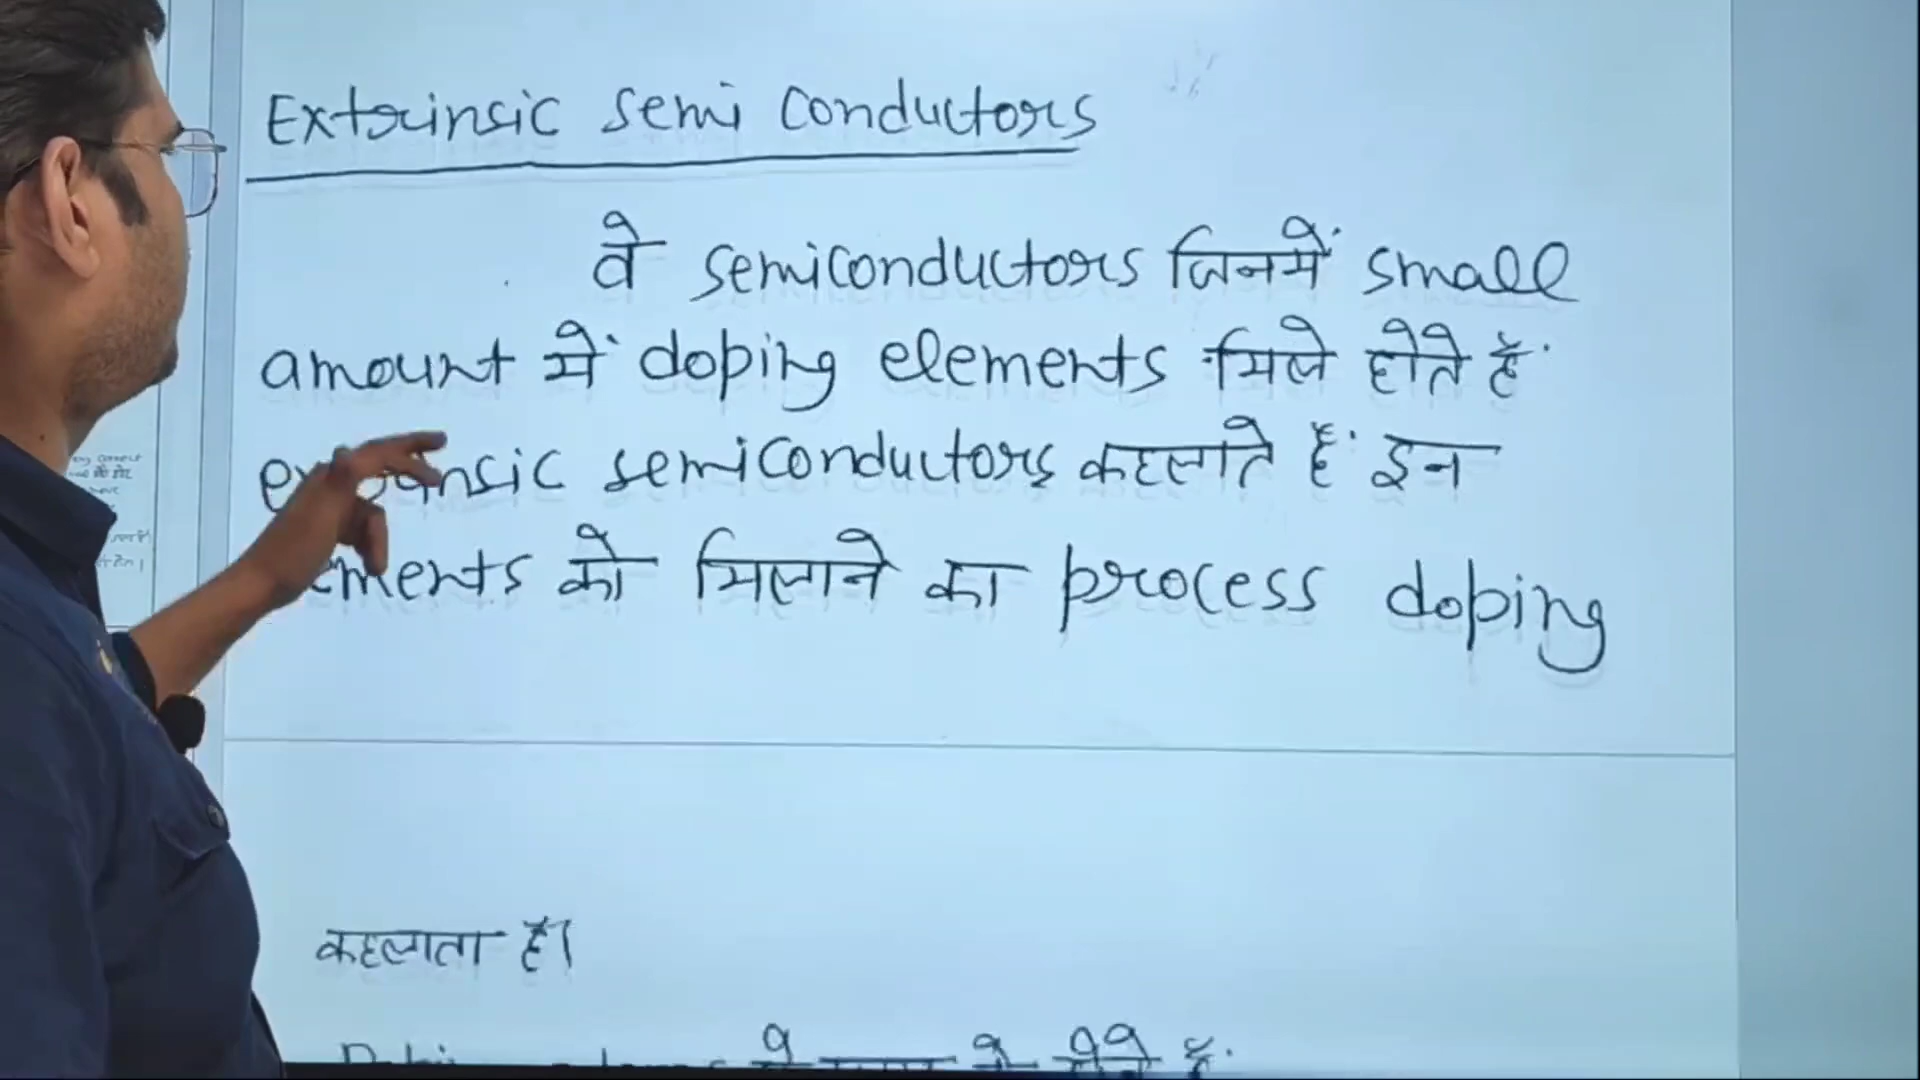 Extrinsic semi conductors
वे semiconductors जिनमें small
amount में doping elements मिले होते हैं
semiconductors कहलाते हैं इन
को मिलाने का process doping
कहलाता है।